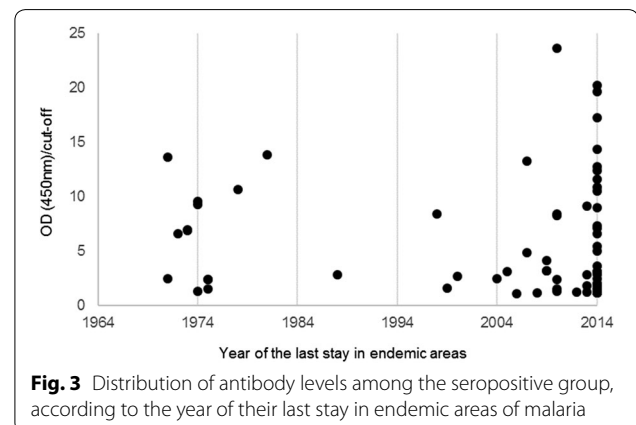 25
20
15
10
5
0
OD (450nm)/cut-off
1964 1974 1984 1994 2004 2014
Year of the last stay in endemic areas
Fig. 3 Distribution of antibody levels among the seropositive group,
according to the year of their last stay in endemic areas of malaria